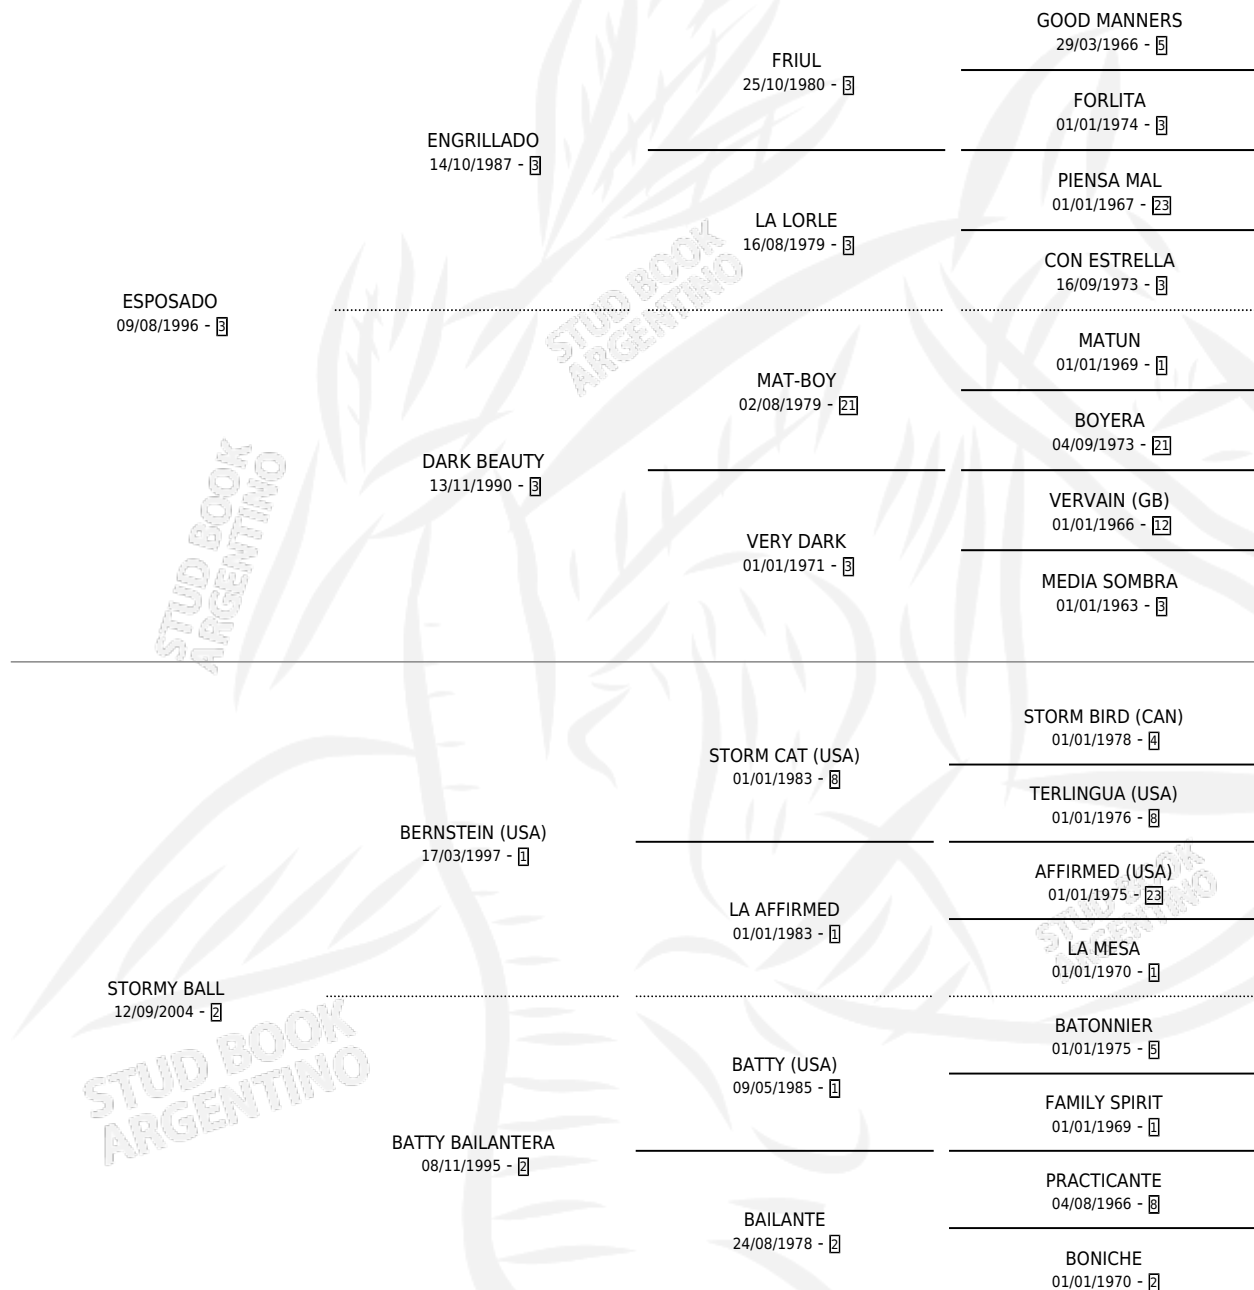 GOOD MANNERS
29/03/1966 - 5
FRIUL
25/10/1980 - 3
FORLITA
01/01/1974 - 3
ENGRILLADO
14/10/1987 - 3
PIENSA MAL
01/01/1967 - 23
LA LORLE
16/08/1979 - 3
CON ESTRELLA
16/09/1973 - 3
ESPOSADO
09/08/1996 - 3
STUD BOOK
ARGENTINO
MATUN
01/01/1969 - 1
MAT-BOY
02/08/1979 - 21
BOYERA
04/09/1973 - 21
DARK BEAUTY
13/11/1990 - 3
VERVAIN (GB)
01/01/1966 - 12
VERY DARK
01/01/1971 - 3
MEDIA SOMBRA
01/01/1963 - 3
STUD BOOK
ARGENTINO
STORM BIRD (CAN)
01/01/1978 - 4
STORM CAT (USA)
01/01/1983 - 8
TERLINGUA (USA)
01/01/1976 - 8
BERNSTEIN (USA)
17/03/1997 - 1
AFFIRMED (USA)
01/01/1975 - 23
LA AFFIRMED
01/01/1983 - 1
STUD BOOK
ARGENTINO
LA MESA
01/01/1970 - 1
STORMY BALL
12/09/2004 - 2
STUD BOOK
ARGENTINO
BATONNIER
01/01/1975 - 5
BATTY (USA)
09/05/1985 - 1
FAMILY SPIRIT
01/01/1969 - 1
BATTY BAILANTERA
08/11/1995 - 2
PRACTICANTE
04/08/1966 - 8
BAILANTE
24/08/1978 - 2
BONICHE
01/01/1970 - 2